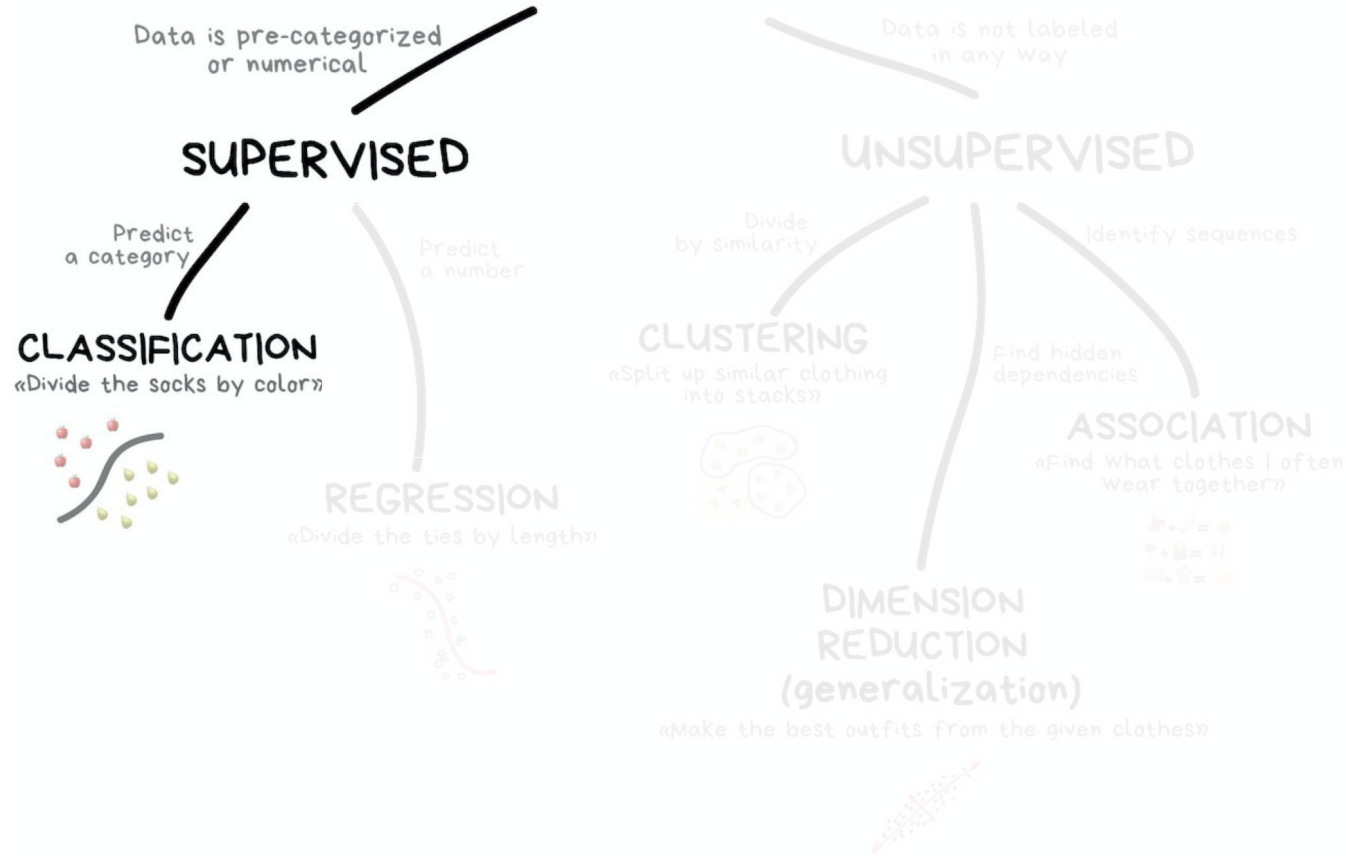 Data is pre-categorized
or numerical
SUPERVISED
Predict
a category
CLASSIFICATION
«Divide the socks by color»
Predict
a number
REGRESSION
«Divide the ties by length»
Data is not labeled
in any way
UNSUPERVISED
Divide
by similarity
CLUSTERING
«Split up similar clothing
into stacks»
Identify sequences
Find hidden
dependencies
ASSOCIATION
«Find what clothes I often
wear together»
DIMENSION
REDUCTION
(generalization)
«Make the best outfits from the given clothes»